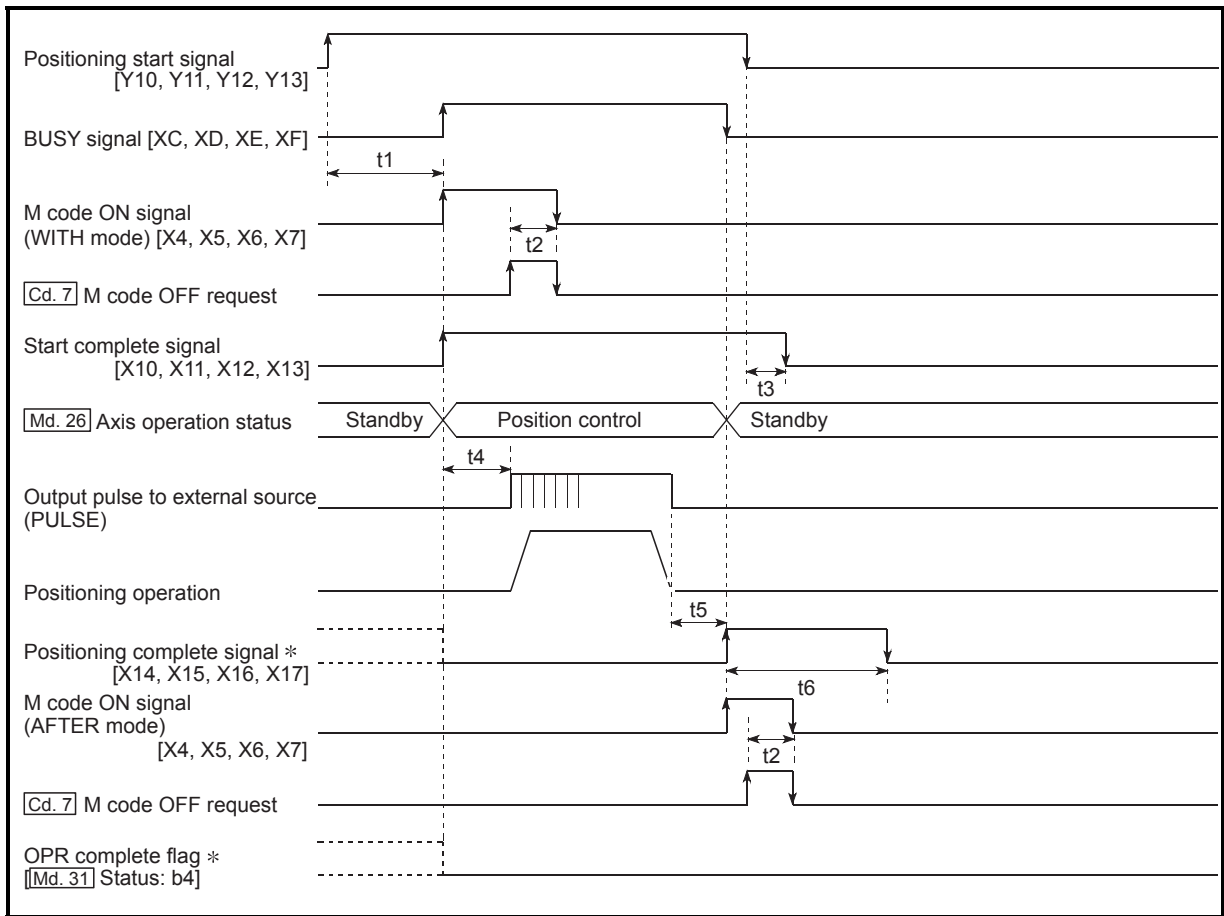 Positioning start signal
[Y10, Y11, Y12, Y13]
BUSY signal [XC, XD, XE, XF]
t1
M code ON signal
(WITH mode) [X4, X5, X6, X7]
t2
Cd. 7 M code OFF request
Start complete signal
[X10, X11, X12, X13]
t3
Md. 26 Axis operation status
Standby
Position control
Standby
t4
Output pulse to external source
(PULSE)
Positioning operation
t5
Positioning complete signal *
[X14, X15, X16, X17]
t6
M code ON signal
(AFTER mode)
[X4, X5, X6, X7]
t2
Cd. 7 M code OFF request
OPR complete flag *
[Md. 31 Status: b4]